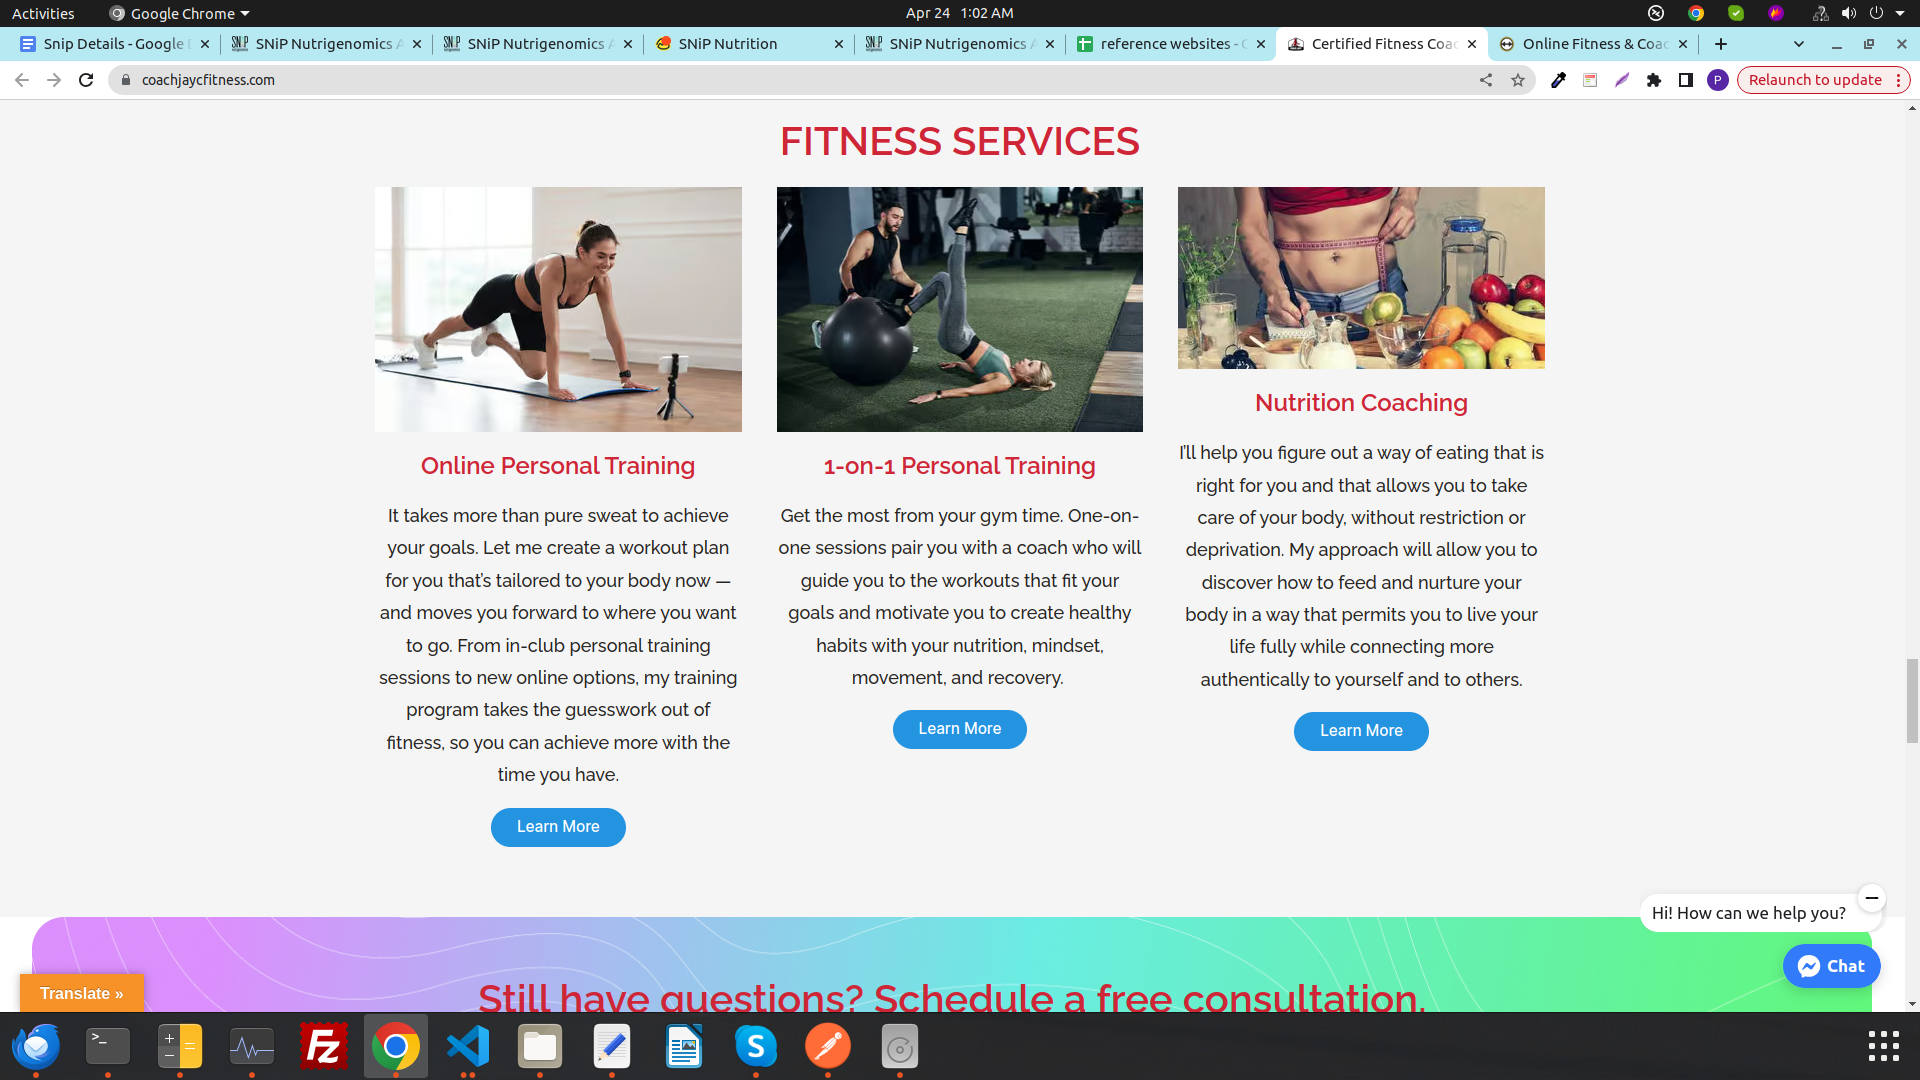 Activities
Google Chrome
Apr 24 1:02 AM
Snip Details - Google
SNiP Nutrigenomics
SNiP Nutrigenomics
SNiP Nutrition
SNiP Nutrigenomics
reference websites -
Certified Fitness Coac
Online Fitness & Coac
coachjaycfitness.com
P
Relaunch to update
FITNESS SERVICES
Online Personal Training
It takes more than pure sweat to achieve
your goals. Let me create a workout plan
for you that's tailored to your body now —
and moves you forward to where you want
to go. From in-club personal training
sessions to new online options, my training
program takes the guesswork out of
fitness, so you can achieve more with the
time you have.
Learn More
1-on-1 Personal Training
Get the most from your gym time. One-on-
one sessions pair you with a coach who will
guide you to the workouts that fit your
goals and motivate you to create healthy
habits with your nutrition, mindset,
movement, and recovery.
Learn More
Nutrition Coaching
I'll help you figure out a way of eating that is
right for you and that allows you to take
care of your body, without restriction or
deprivation. My approach will allow you to
discover how to feed and nurture your
body in a way that permits you to live your
life fully while connecting more
authentically to yourself and to others.
Learn More
Hi! How can we help you?
Chat
Translate »
Still have questions? Schedule a free consultation.